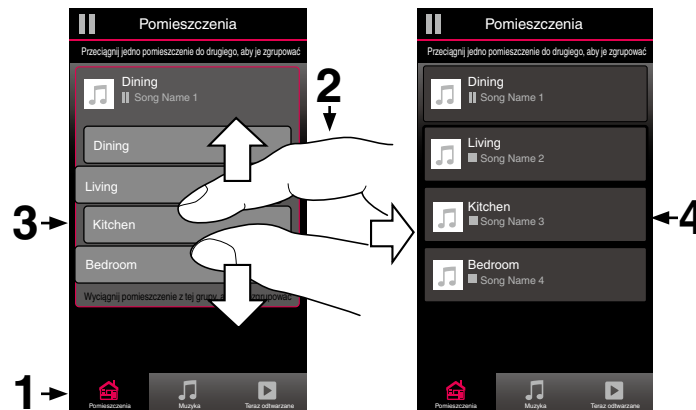 Pomieszczenia
Przeciągnij jedno pomieszczenie do drugiego, aby je zgrupować
Dining
Song Name 1
Dining
Living
Kitchen
Bedroom
Wyciągnij pomieszczenie z tej grupy, zgrupować
Pomieszczenia
Muzyka
Teraz odtwarzane
1
2
3
Pomieszczenia
Przeciągnij jedno pomieszczenie do drugiego, aby je zgrupować
Dining
Song Name 1
Living
Song Name 2
Kitchen
Song Name 3
Bedroom
Song Name 4
Pomieszczenia
Muzyka
Teraz odtwarzane
4